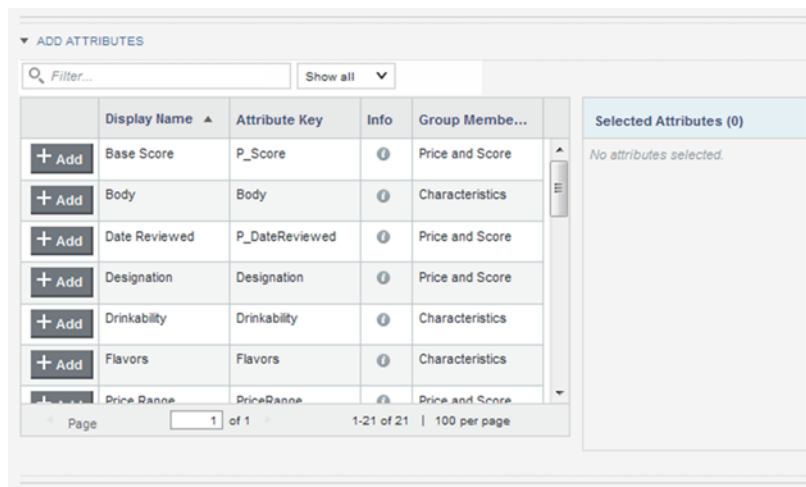 ADD ATTRIBUTES
Filter...
Show all
Display Name Attribute Key Info Group Membe...
Add Base Score P_Score Price and Score
Add Body Body Characteristics
Add Date Reviewed P_DateReviewed Price and Score
Add Designation Designation Price and Score
Add Drinkability Drinkability Characteristics
Add Flavors Flavors Characteristics
Add Price Range PriceRange Price and Score
Page 1 of 1 1-21 of 21 | 100 per page
Selected Attributes (0)
No attributes selected.